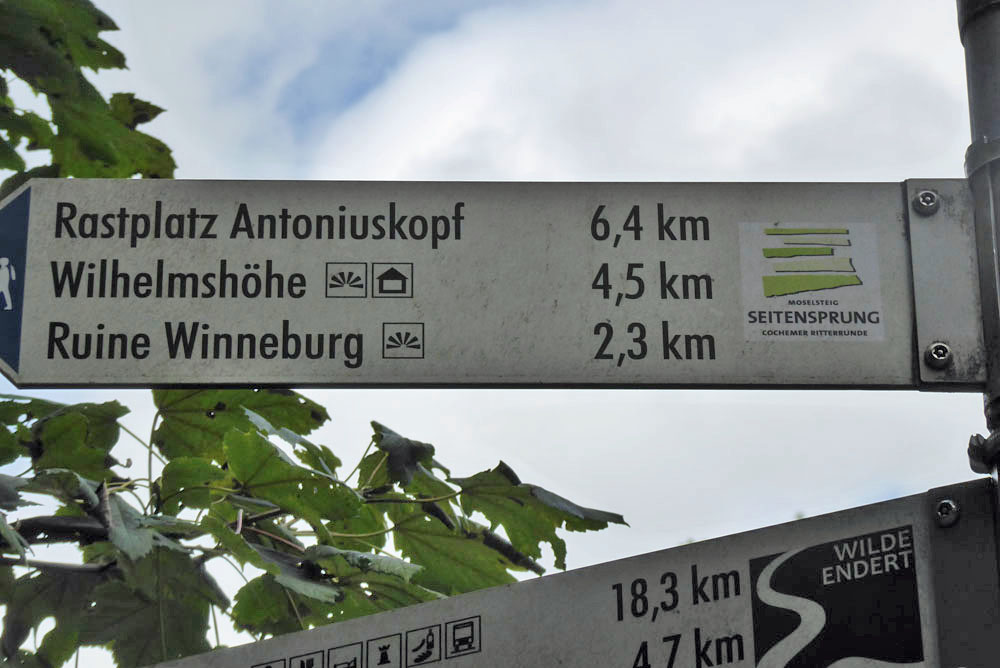 Rastplatz Antoniuskopf 6,4 km
Wilhelmshöhe 4,5 km
Ruine Winneburg 2,3 km
MOSELSTEIG
SEITENSPRUNG
COCHEMER RITTERRUNDE
18,3 km
4,7 km
WILDE
ENDERT